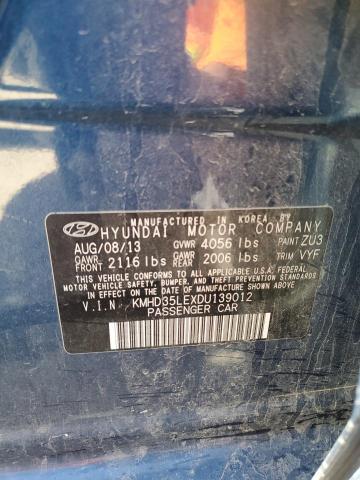 MANUFACTURED IN KOREA BY
HYUNDAI MOTOR COMPANY
AUG/08/13 GVWR 4056 lbs PAINT ZU3
GAWR FRONT 2116 lbs GAWR REAR 2006 lbs TRIM VYF
THIS VEHICLE CONFORMS TO ALL APPLICABLE U.S.A. FEDERAL
MOTOR VEHICLE SAFETY, BUMPER, AND THEFT
PREVENTION STANDARDS IN EFFECT ON THE DATE OF
MANUFACTURE SHOWN ABOVE.
V.I.N KMHD35LEXDU139012
PASSENGER CAR